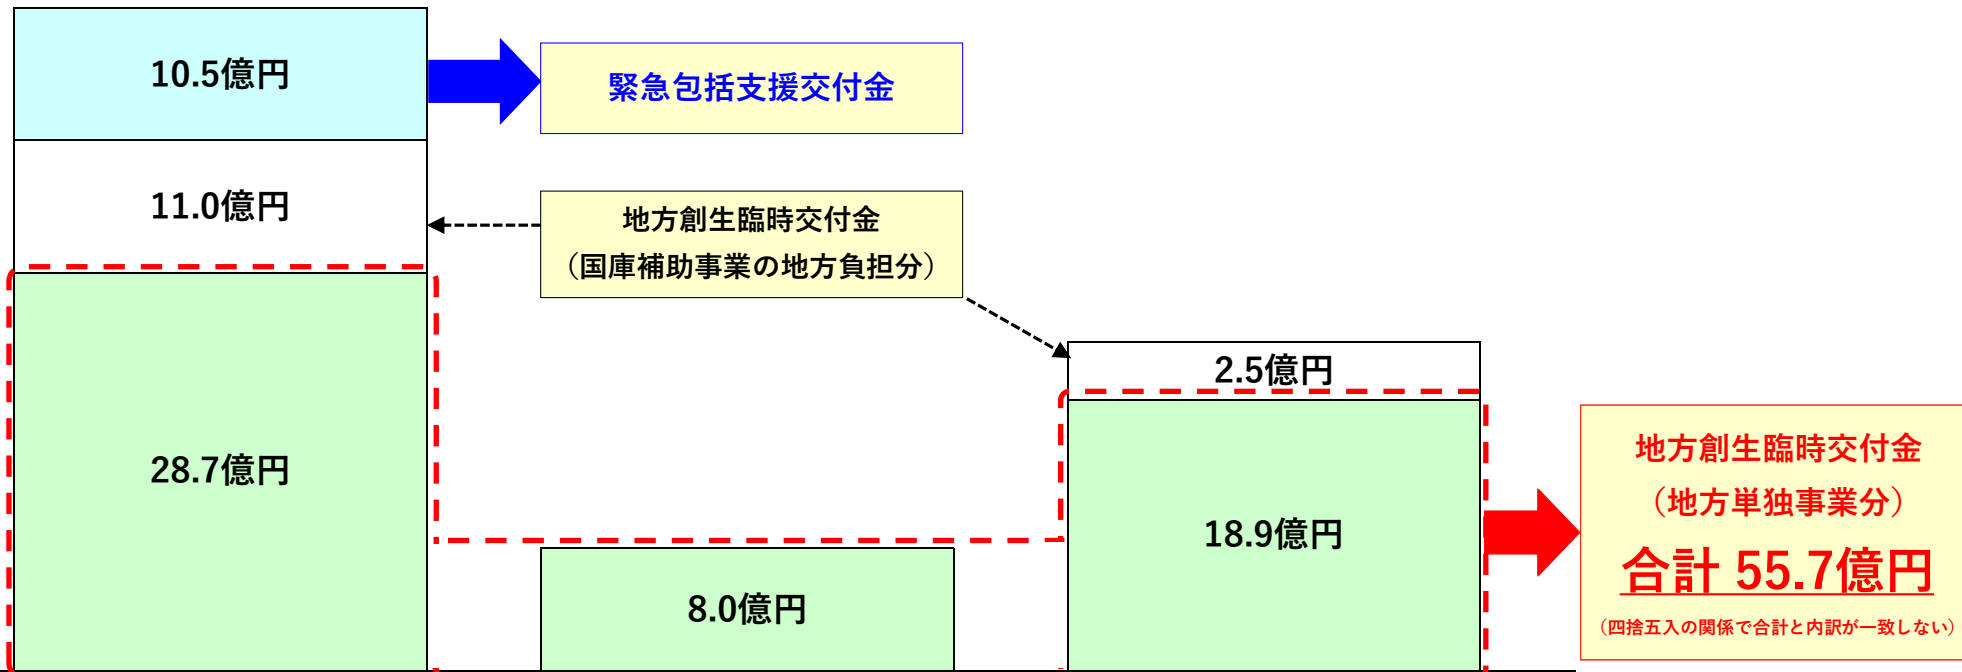 10.5億円
緊急包括支援交付金
11.0億円
地方創生臨時交付金
（国庫補助事業の地方負担分）
2.5億円
28.7億円
8.0億円
18.9億円
地方創生臨時交付金
（地方単独事業分）
合計 55.7億円
（四捨五入の関係で合計と内訳が一致しない）